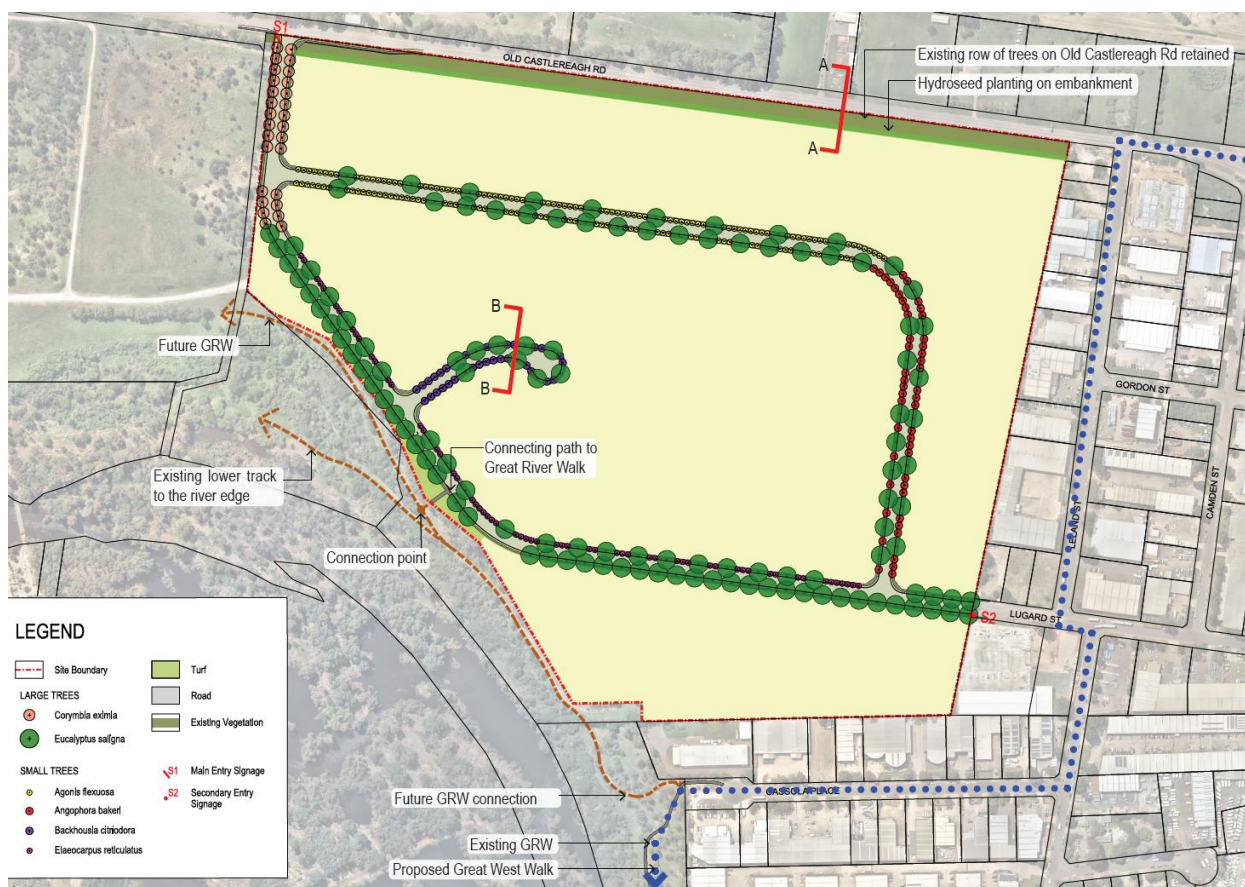 S1
OLD CASTLEREAGH RD
A
A
Existing row of trees on Old Castlereagh Rd retained
Hydroseed planting on embankment
B
B
Future GRW
Existing lower track
to the river edge
Connecting path to
Great River Walk
Connection point
GORDON ST
LELAND ST
CAMDEN ST
LUGARD ST
S2
CASSOLA PLACE
Future GRW connection
Existing GRW
Proposed Great West Walk
LEGEND
Site Boundary
LARGE TREES
Corymbia eximia
Eucalyptus saligna
SMALL TREES
Agonis flexuosa
Angophora bakeri
Backhousia citriodora
Elaeocarpus reticulatus
Turf
Road
Existing Vegetation
S1 Main Entry Signage
S2 Secondary Entry
Signage